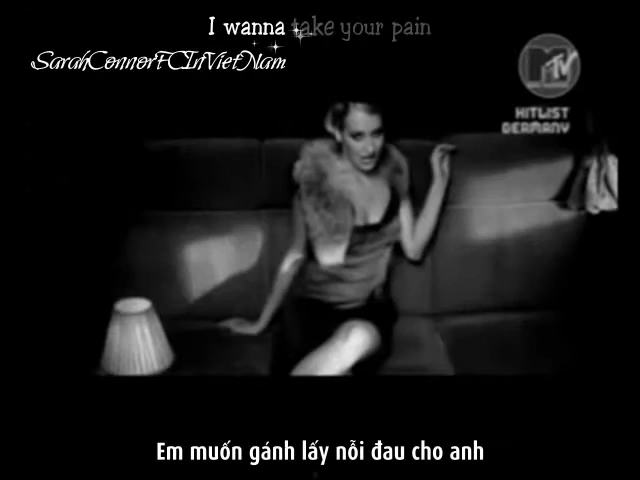 I wanna take your pain
SarahConnorFCInVietNam
MTV
HITLIST
GERMANY
Em muốn gánh lấy nỗi đau cho anh